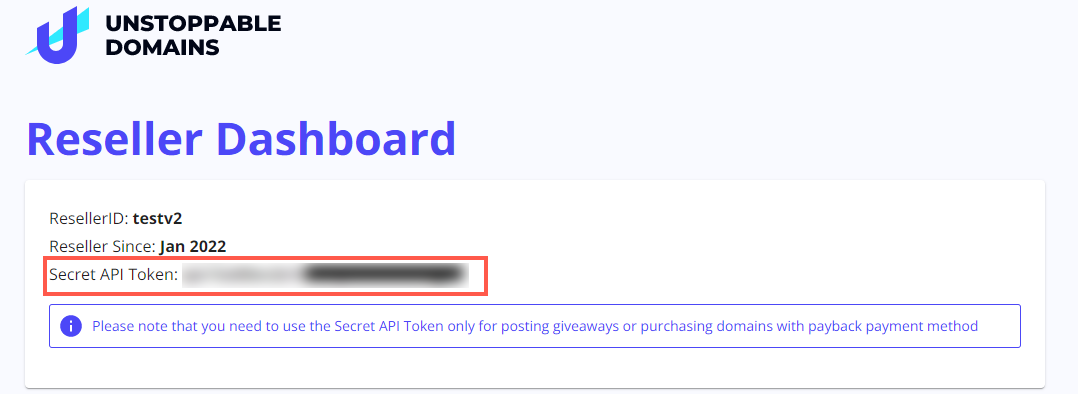 UNSTOPPABLE
DOMAINS
Reseller Dashboard
ResellerID: testv2
Reseller Since: Jan 2022
Secret API Token:
Please note that you need to use the Secret API Token only for posting giveaways or purchasing domains with payback payment method